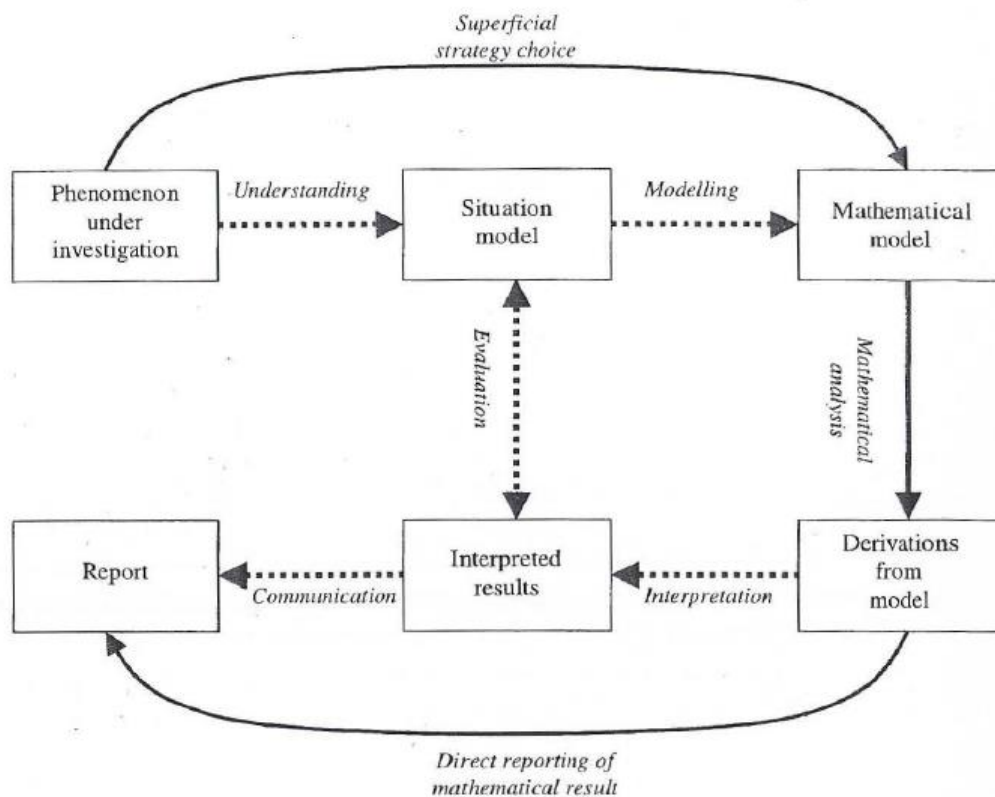 Superficial
strategy choice
Phenomenon
under
investigation
Understanding
Situation
model
Modelling
Mathematical
model
Evaluation
Mathematical
analysis
Report
Communication
Interpreted
results
Interpretation
Derivations
from
model
Direct reporting of
mathematical result